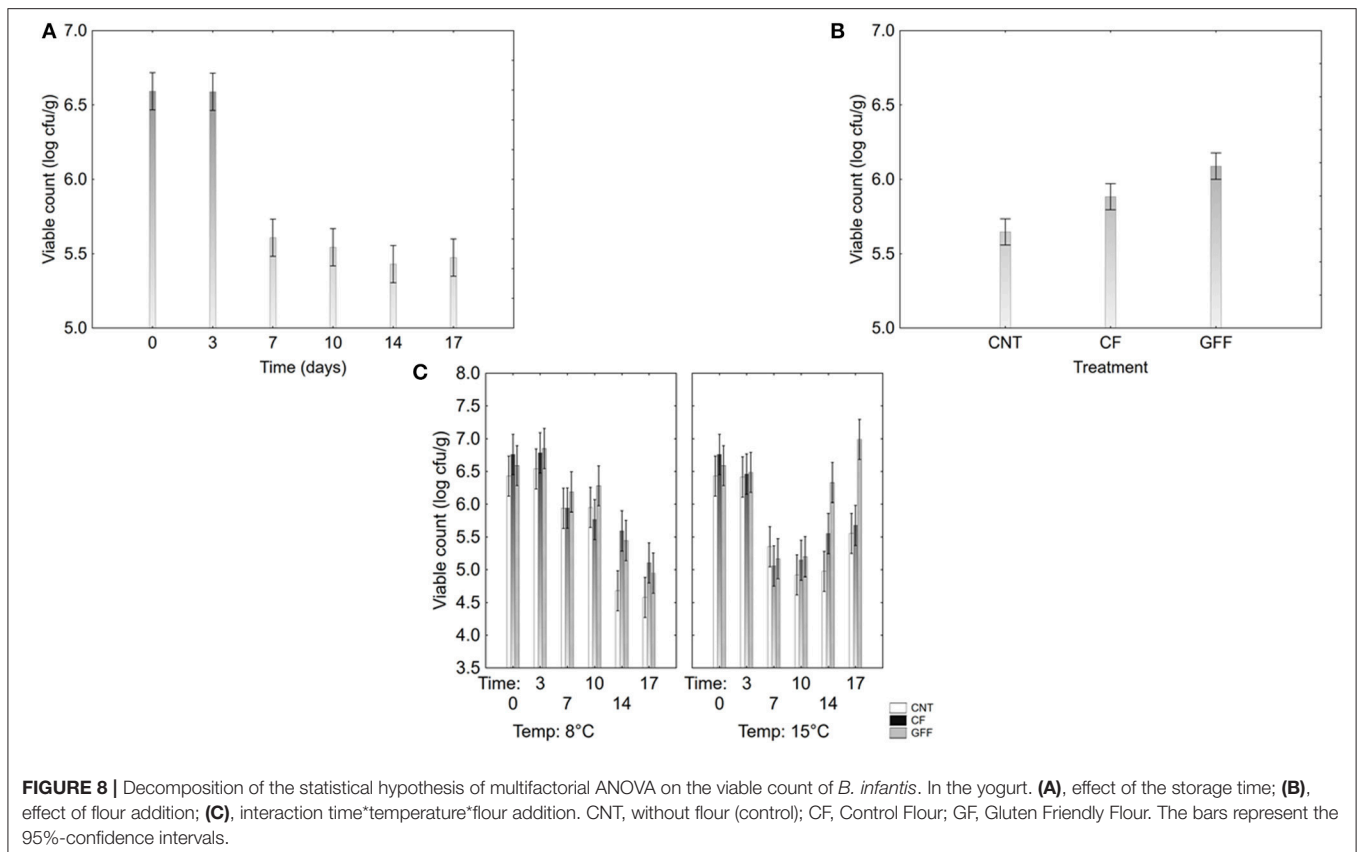 A
7.0
6.5
6.0
5.5
5.0
Viable count (log cfu/g)
0 3 7 10 14 17
Time (days)
B
7.0
6.5
6.0
5.5
5.0
Viable count (log cfu/g)
CNT CF GFF
Treatment
C
8.0
7.5
7.0
6.5
6.0
5.5
5.0
4.5
4.0
3.5
Viable count (log cfu/g)
Time: 3 10 17
0 7 14
Temp: 8°C
Time: 3 10 17
0 7 14
Temp: 15°C
CNT
CF
GFF
FIGURE 8 | Decomposition of the statistical hypothesis of multifactorial ANOVA on the viable count of B. infantis. In the yogurt. (A), effect of the storage time; (B),
effect of flour addition; (C), interaction time*temperature*flour addition. CNT, without flour (control); CF, Control Flour; GF, Gluten Friendly Flour. The bars represent the
95%-confidence intervals.